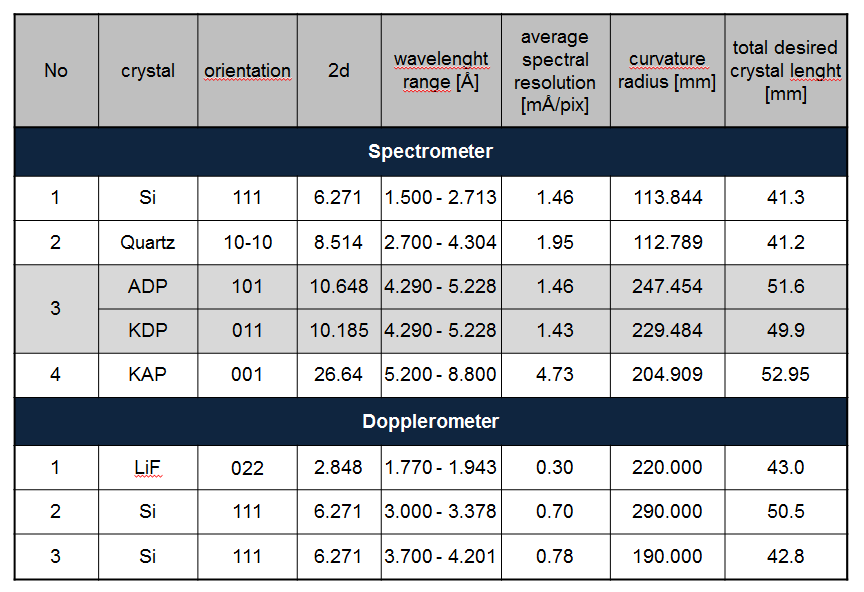 No crystal orientation 2d wavelenght range [Å] average spectral resolution [mÅ/pix] curvature radius [mm] total desired crystal lenght [mm]
Spectrometer
1 Si 111 6.271 1.500 - 2.713 1.46 113.844 41.3
2 Quartz 10-10 8.514 2.700 - 4.304 1.95 112.789 41.2
3 ADP 101 10.648 4.290 - 5.228 1.46 247.454 51.6
KDP 011 10.185 4.290 - 5.228 1.43 229.484 49.9
4 KAP 001 26.64 5.200 - 8.800 4.73 204.909 52.95
Dopplerometer
1 LiF 022 2.848 1.770 - 1.943 0.30 220.000 43.0
2 Si 111 6.271 3.000 - 3.378 0.70 290.000 50.5
3 Si 111 6.271 3.700 - 4.201 0.78 190.000 42.8